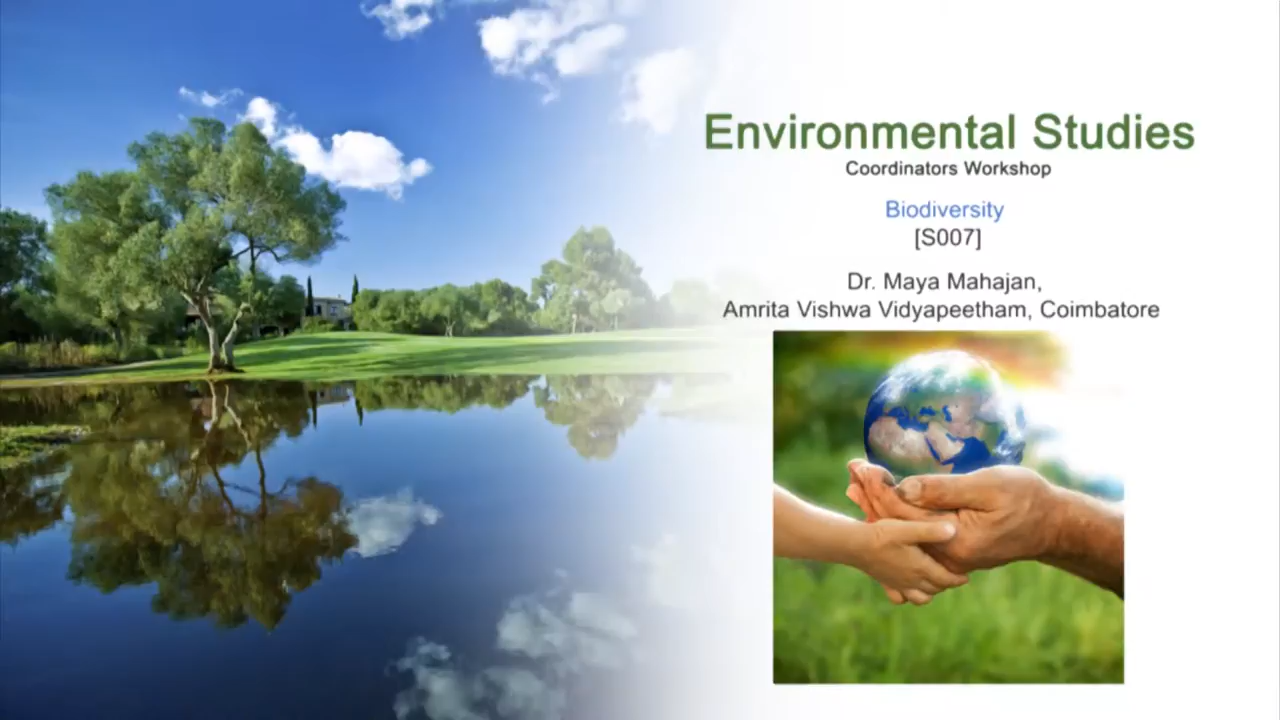 Environmental Studies
Coordinators Workshop
Biodiversity
[S007]
Dr. Maya Mahajan,
Amrita Vishwa Vidyapeetham, Coimbatore